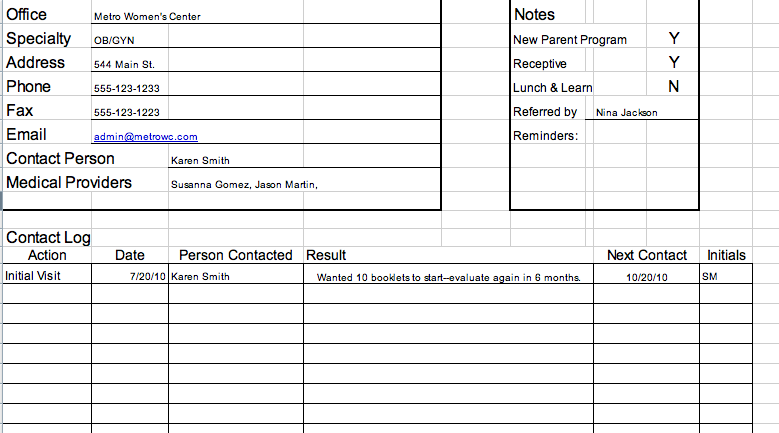 Office Metro Women's Center Notes
Specialty OB/GYN New Parent Program Y
Address 544 Main St. Receptive Y
Phone 555-123-1233 Lunch & Learn N
Fax 555-123-1223 Referred by Nina Jackson
Email admin@metrowc.com Reminders:
Contact Person Karen Smith
Medical Providers Susanna Gomez, Jason Martin,
Contact Log
Action Date Person Contacted Result Next Contact Initials
Initial Visit 7/20/10 Karen Smith Wanted 10 booklets to start--evaluate again in 6 months. 10/20/10 SM